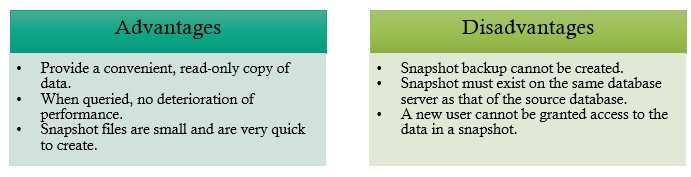 Advantages
• Provide a convenient, read-only copy of
data.
• When queried, no deterioration of
performance.
• Snapshot files are small and are very quick
to create.
Disadvantages
• Snapshot backup cannot be created.
• Snapshot must exist on the same database
server as that of the source database.
• A new user cannot be granted access to the
data in a snapshot.